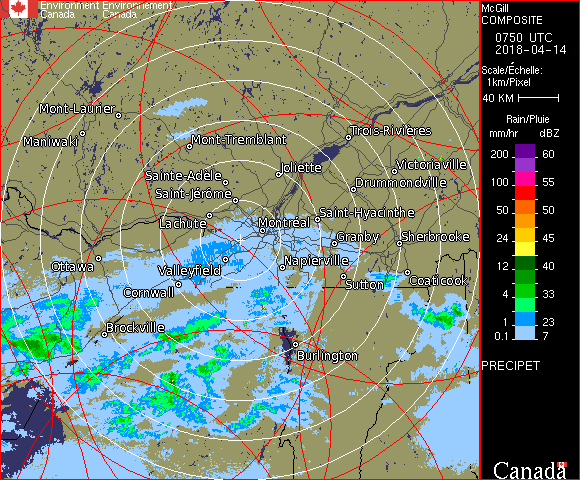 Environment Environnement
Canada Canada
McGill
COMPOSITE
0750 UTC
2018-04-14
Scale/Échelle:
1km/Pixel
40 KM
Rain/Pluie
mm/hr dBZ
200 60
150 55
100 55
50 50
24 45
12 40
4 33
1 23
0.1 7
PRECIPET
Canada
Mont-Laurier
Maniwaki
Mont-Tremblant
Trois-Rivières
Joliette
Victoriaville
Sainte-Adèle
Drummondville
Saint-Jérôme
Lachute
Saint-Hyacinthe
Montréal
Granby
Sherbrooke
Ottawa
Napierville
Valleyfield
Sutton
Coaticook
Cornwall
Brockville
Burlington